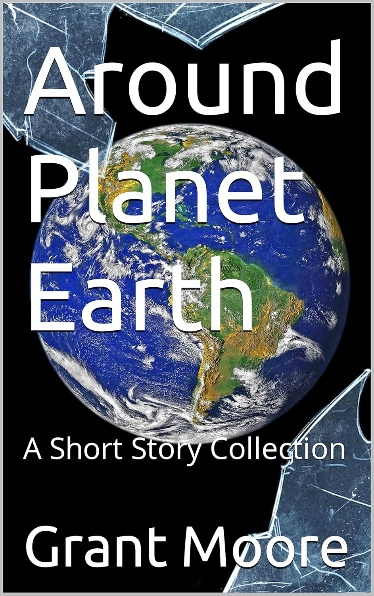 Around
Planet
Earth
A Short Story Collection
Grant Moore